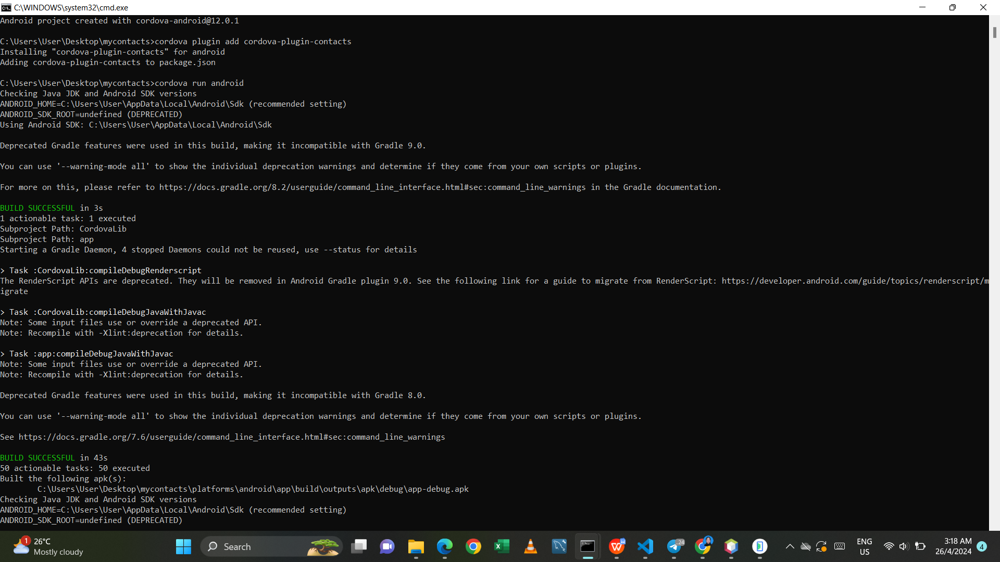 C:\WINDOWS\system32\cmd.exe
Android project created with cordova-android@12.0.1
C:\Users\User\Desktop\mycontacts>cordova plugin add cordova-plugin-contacts
Installing "cordova-plugin-contacts" for android
Adding cordova-plugin-contacts to package.json
C:\Users\User\Desktop\mycontacts>cordova run android
Checking Java JDK and Android SDK versions
ANDROID_HOME=C:\Users\User\AppData\Local\Android\Sdk (recommended setting)
ANDROID_SDK_ROOT=undefined (DEPRECATED)
Using Android SDK: C:\Users\User\AppData\Local\Android\Sdk
Deprecated Gradle features were used in this build, making it incompatible with Gradle 9.0.
You can use '--warning-mode all' to show the individual deprecation warnings and determine if they come from your own scripts or plugins.
For more on this, please refer to https://docs.gradle.org/8.2/userguide/command_line_interface.html#sec:command_line_warnings in the Gradle documentation.
BUILD SUCCESSFUL in 3s
1 actionable task: 1 executed
Subproject Path: CordovaLib
Subproject Path: app
Starting a Gradle Daemon, 4 stopped Daemons could not be reused, use --status for details
> Task :CordovaLib:compileDebugRenderscript
The RenderScript APIs are deprecated. They will be removed in Android Gradle plugin 9.0. See the following link for a guide to migrate from RenderScript: https://developer.android.com/guide/topics/renderscript/m
igrate
> Task :CordovaLib:compileDebugJavaWithJavac
Note: Some input files use or override a deprecated API.
Note: Recompile with -Xlint:deprecation for details.
> Task :app:compileDebugJavaWithJavac
Note: Some input files use or override a deprecated API.
Note: Recompile with -Xlint:deprecation for details.
Deprecated Gradle features were used in this build, making it incompatible with Gradle 8.0.
You can use '--warning-mode all' to show the individual deprecation warnings and determine if they come from your own scripts or plugins.
See https://docs.gradle.org/7.6/userguide/command_line_interface.html#sec:command_line_warnings
BUILD SUCCESSFUL in 43s
50 actionable tasks: 50 executed
Built the following apk(s):
C:\Users\User\Desktop\mycontacts\platforms\android\app\build\outputs\apk\debug\app-debug.apk
Checking Java JDK and Android SDK versions
ANDROID_HOME=C:\Users\User\AppData\Local\Android\Sdk (recommended setting)
ANDROID_SDK_ROOT=undefined (DEPRECATED)
1
26°C
Mostly cloudy
Search
24
ENG
US
3:18 AM
26/4/2024
4